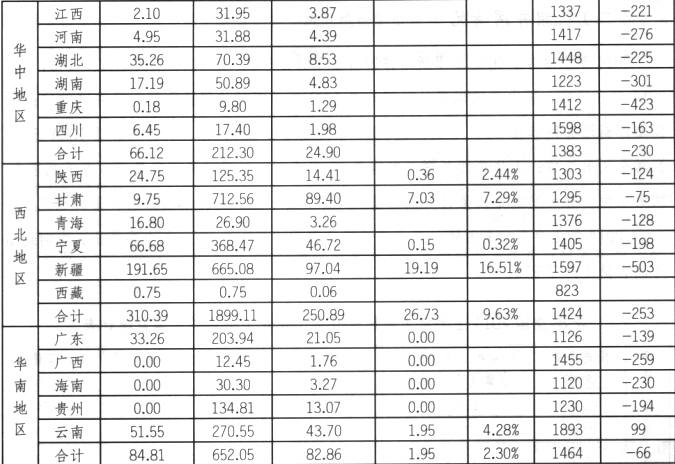 华中地区
江西 2.10 31.95 3.87 1337 -221
河南 4.95 31.88 4.39 1417 -276
湖北 35.26 70.39 8.53 1448 -225
湖南 17.19 50.89 4.83 1223 -301
重庆 0.18 9.80 1.29 1412 -423
四川 6.45 17.40 1.98 1598 -163
合计 66.12 212.30 24.90 1383 -230
西北地区
陕西 24.75 125.35 14.41 0.36 2.44% 1303 -124
甘肃 9.75 712.56 89.40 7.03 7.29% 1295 -75
青海 16.80 26.90 3.26 1376 -128
宁夏 66.68 368.47 46.72 0.15 0.32% 1405 -198
新疆 191.65 665.08 97.04 19.19 16.51% 1597 -503
西藏 0.75 0.75 0.06 823
合计 310.39 1899.11 250.89 26.73 9.63% 1424 -253
华南地区
广东 33.26 203.94 21.05 0.00 1126 -139
广西 0.00 12.45 1.76 0.00 1455 -259
海南 0.00 30.30 3.27 0.00 1120 -230
贵州 0.00 134.81 13.07 0.00 1230 -194
云南 51.55 270.55 43.70 1.95 4.28% 1893 99
合计 84.81 652.05 82.86 1.95 2.30% 1464 -66